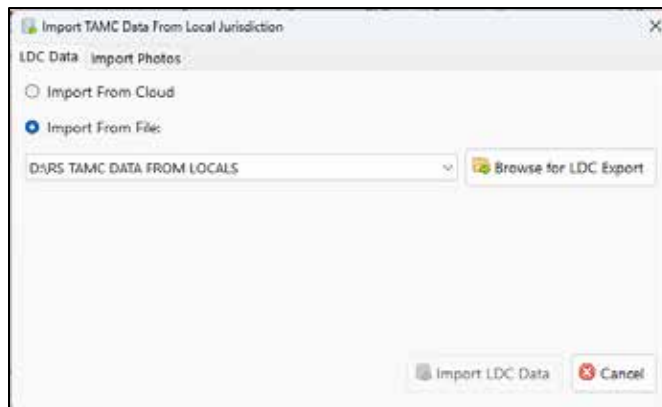 Import TAMC Data From Local Jurisdiction
LDC Data Import Photos
Import From Cloud
Import From File:
D:\RS TAMC DATA FROM LOCALS Browse for LDC Export
Import LDC Data Cancel